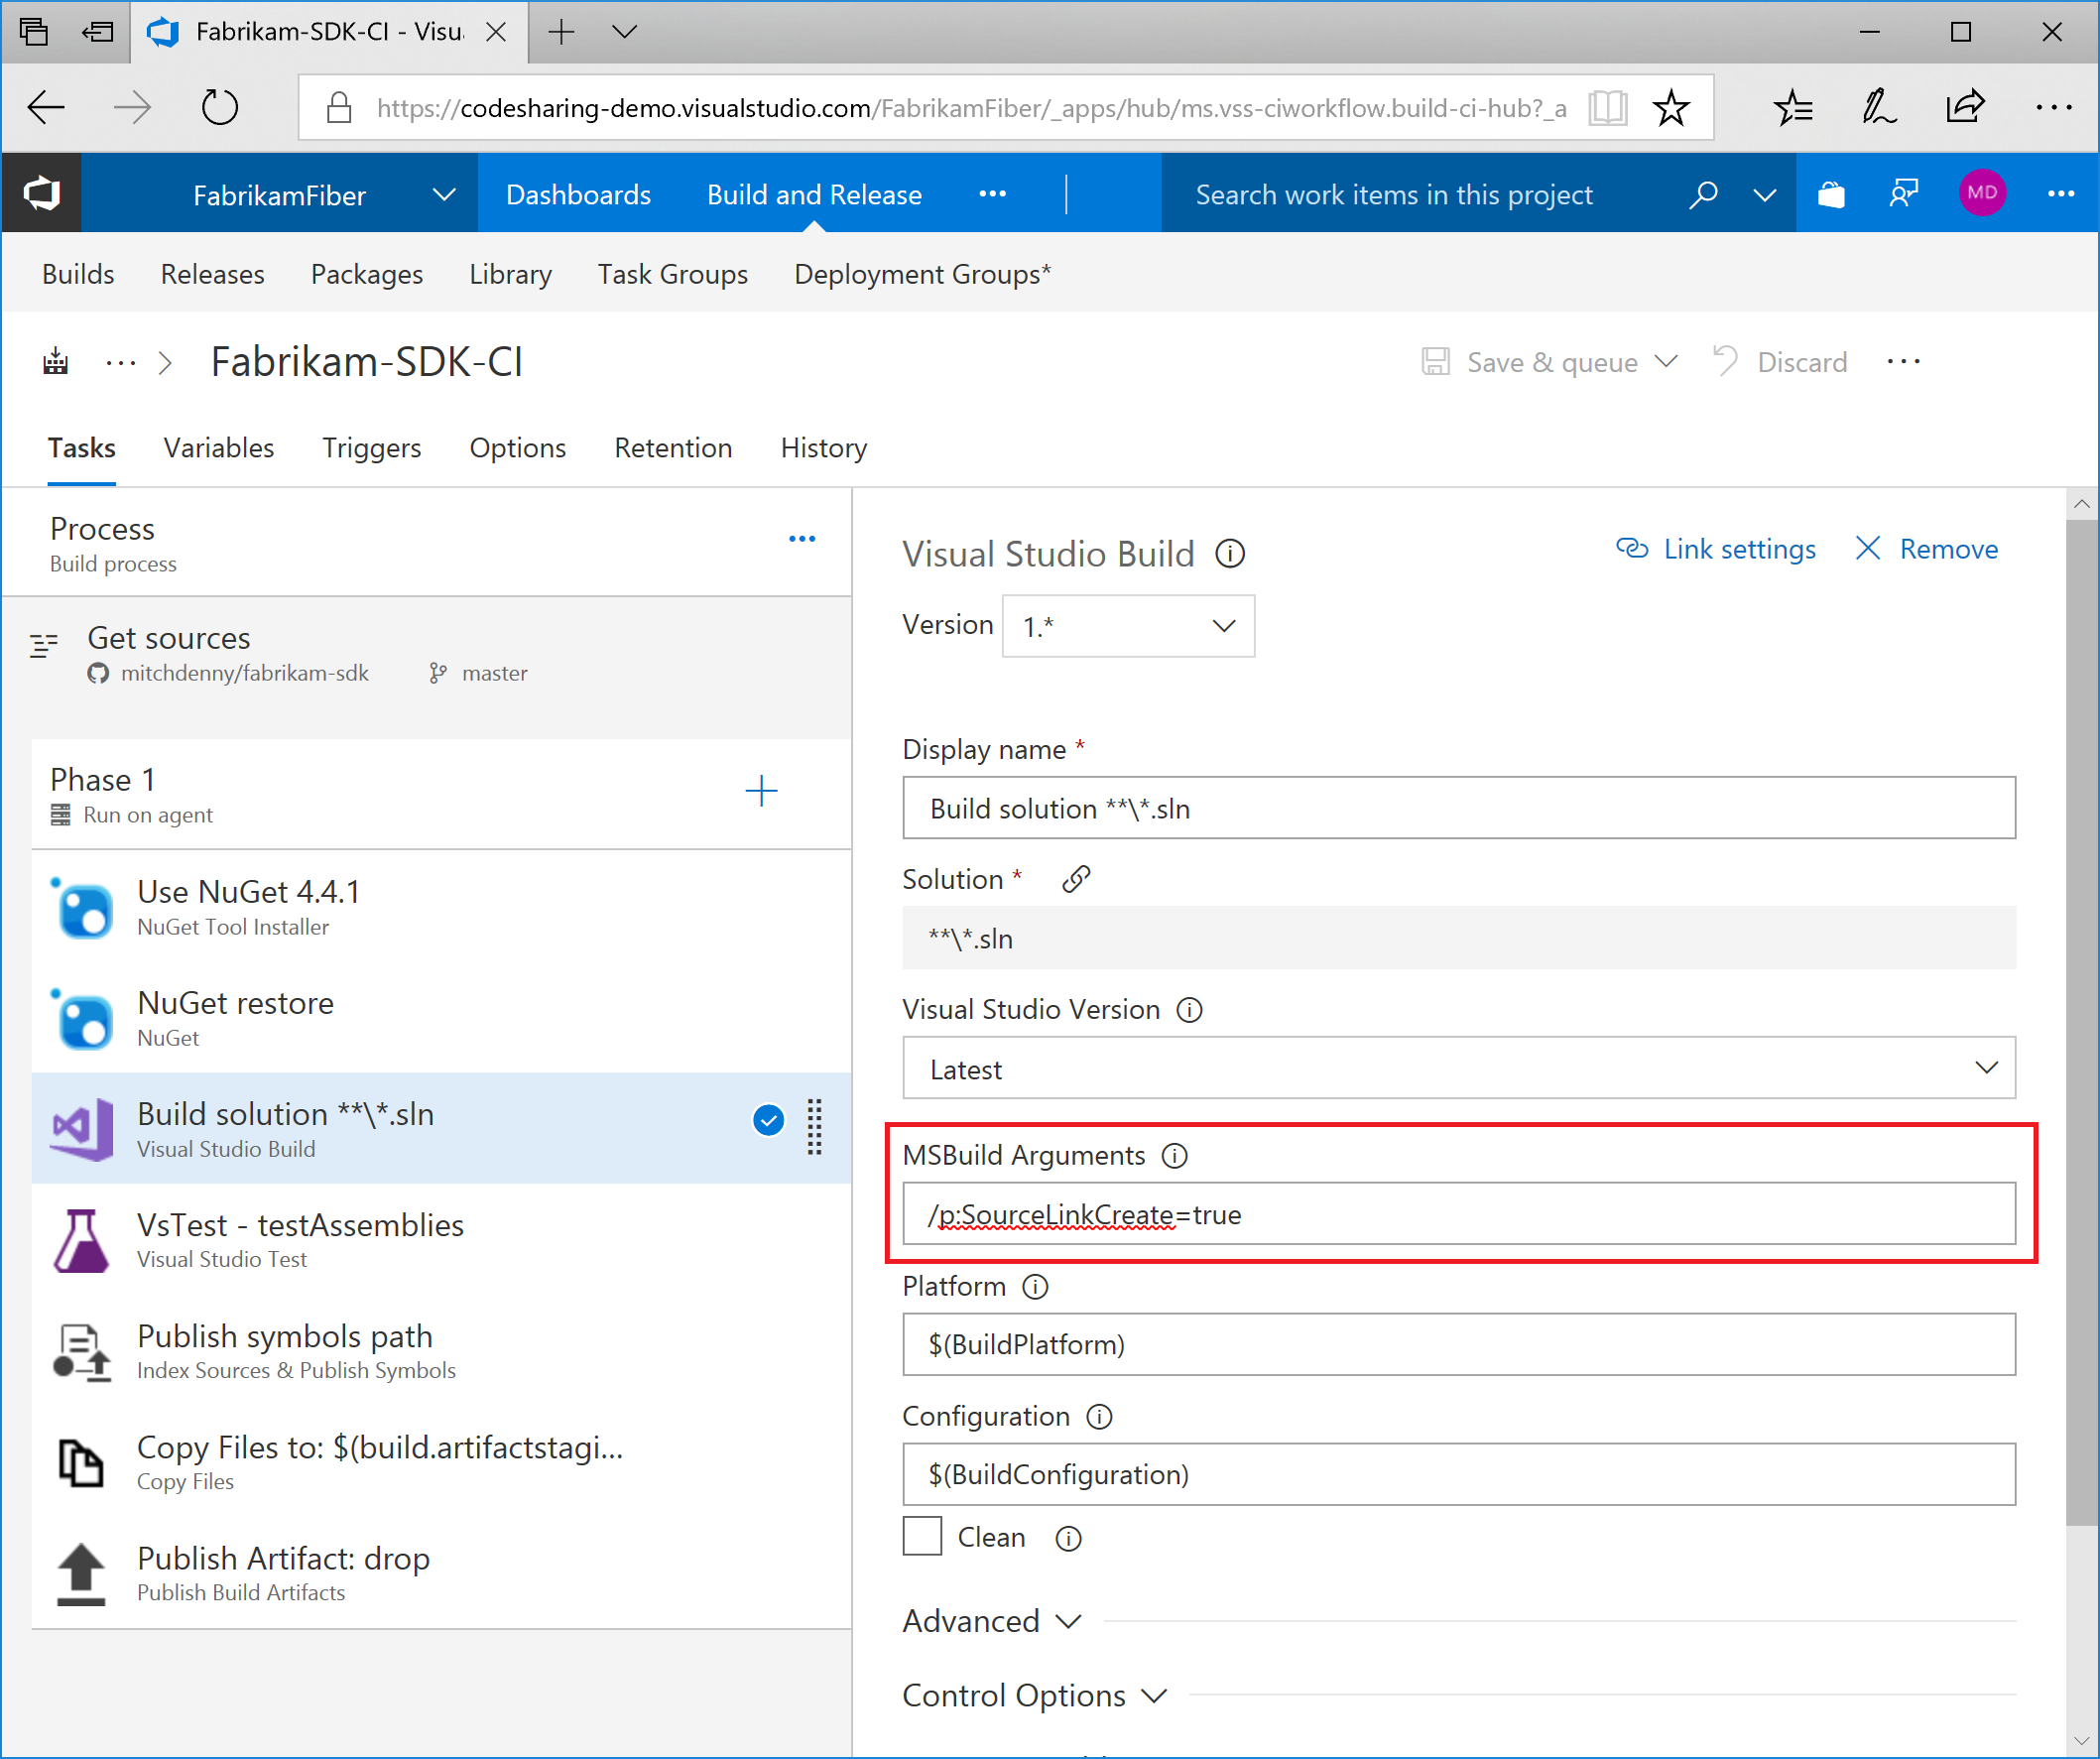 Fabrikam-SDK-CI - Visu
https://codesharing-demo.visualstudio.com/FabrikamFiber/_apps/hub/ms.vss-ciworkflow.build-ci-hub?_a
FabrikamFiber
Dashboards
Build and Release
Search work items in this project
MD
Builds
Releases
Packages
Library
Task Groups
Deployment Groups*
... > Fabrikam-SDK-CI
Save & queue
Discard
Tasks
Variables
Triggers
Options
Retention
History
Process
Build process
Get sources
mitchdenny/fabrikam-sdk
master
Phase 1
Run on agent
Use NuGet 4.4.1
NuGet Tool Installer
NuGet restore
NuGet
Build solution **\*.sln
Visual Studio Build
VsTest - testAssemblies
Visual Studio Test
Publish symbols path
Index Sources & Publish Symbols
Copy Files to: $(build.artifactstagi...
Copy Files
Publish Artifact: drop
Publish Build Artifacts
Visual Studio Build
Link settings
Remove
Version
1.*
Display name *
Build solution **\*.sln
Solution *
**\*.sln
Visual Studio Version
Latest
MSBuild Arguments
/p:SourceLinkCreate=true
Platform
$(BuildPlatform)
Configuration
$(BuildConfiguration)
Clean
Advanced
Control Options